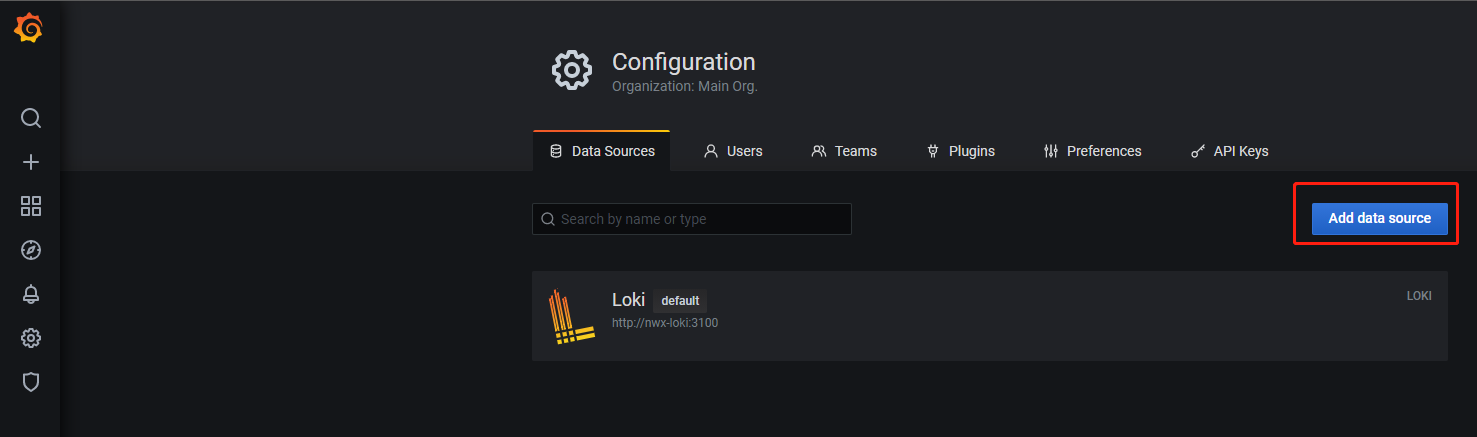 Configuration
Organization: Main Org.
Data Sources Users Teams Plugins Preferences API Keys
Search by name or type Add data source
Loki default LOKI
http://nwx-loki:3100